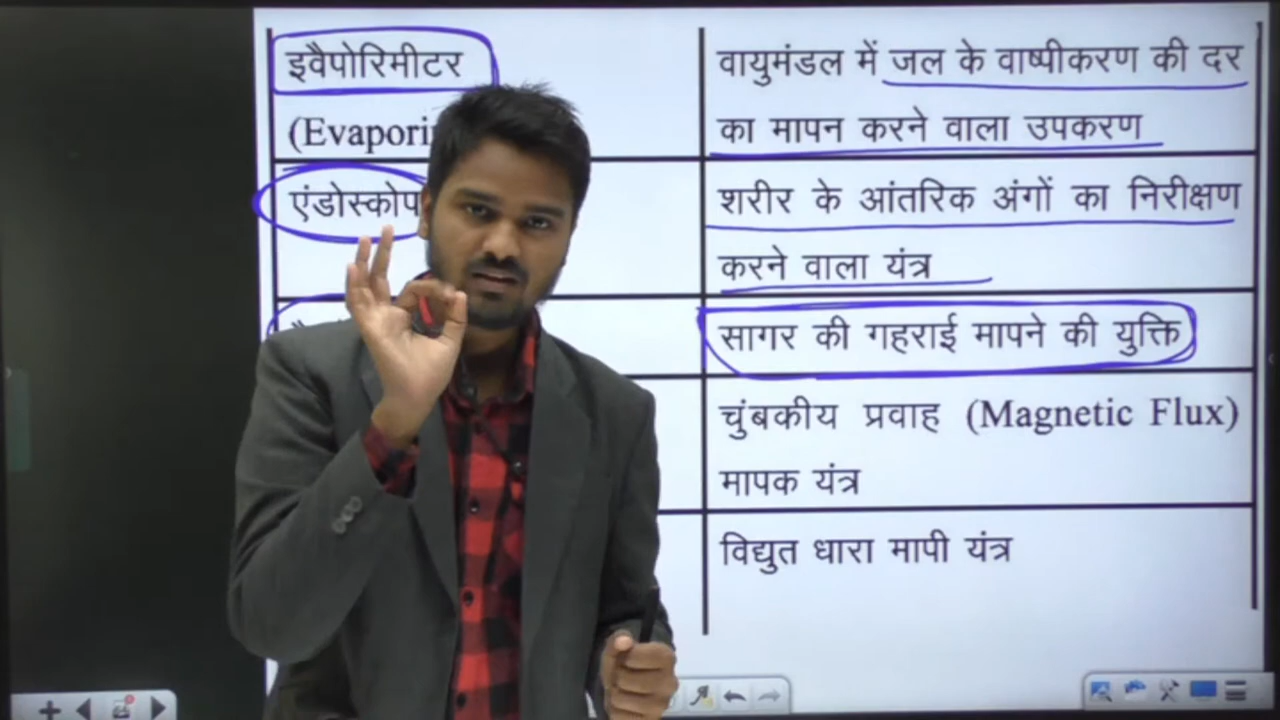 इवैपोरिमीटर
वायुमंडल में जल के वाष्पीकरण की दर
का मापन करने वाला उपकरण
एंडोस्कोप
शरीर के आंतरिक अंगों का निरीक्षण
करने वाला यंत्र
सागर की गहराई मापने की युक्ति
चुंबकीय प्रवाह (Magnetic Flux)
मापक यंत्र
विद्युत धारा मापी यंत्र